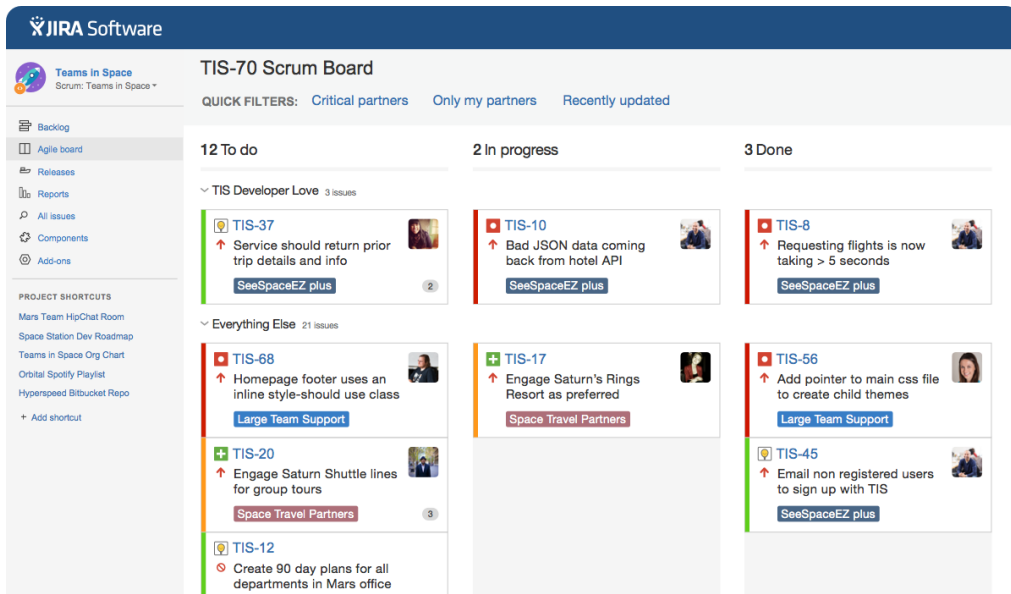 JIRA Software
Teams in Space
Scrum: Teams in Space
Backlog
Agile board
Releases
Reports
All issues
Components
Add-ons
PROJECT SHORTCUTS
Mars Team HipChat Room
Space Station Dev Roadmap
Teams in Space Org Chart
Orbital Spotify Playlist
Hyperspeed Bitbucket Repo
+ Add shortcut
TIS-70 Scrum Board
QUICK FILTERS: Critical partners Only my partners Recently updated
12 To do
2 In progress
3 Done
TIS Developer Love 3 issues
TIS-37
Service should return prior
trip details and info
SeeSpaceEZ plus
2
TIS-10
Bad JSON data coming
back from hotel API
SeeSpaceEZ plus
TIS-8
Requesting flights is now
taking > 5 seconds
SeeSpaceEZ plus
Everything Else 21 issues
TIS-68
Homepage footer uses an
inline style-should use class
Large Team Support
TIS-20
Engage Saturn Shuttle lines
for group tours
Space Travel Partners
3
TIS-12
Create 90 day plans for all
departments in Mars office
TIS-17
Engage Saturn's Rings
Resort as preferred
Space Travel Partners
TIS-56
Add pointer to main css file
to create child themes
Large Team Support
TIS-45
Email non registered users
to sign up with TIS
SeeSpaceEZ plus